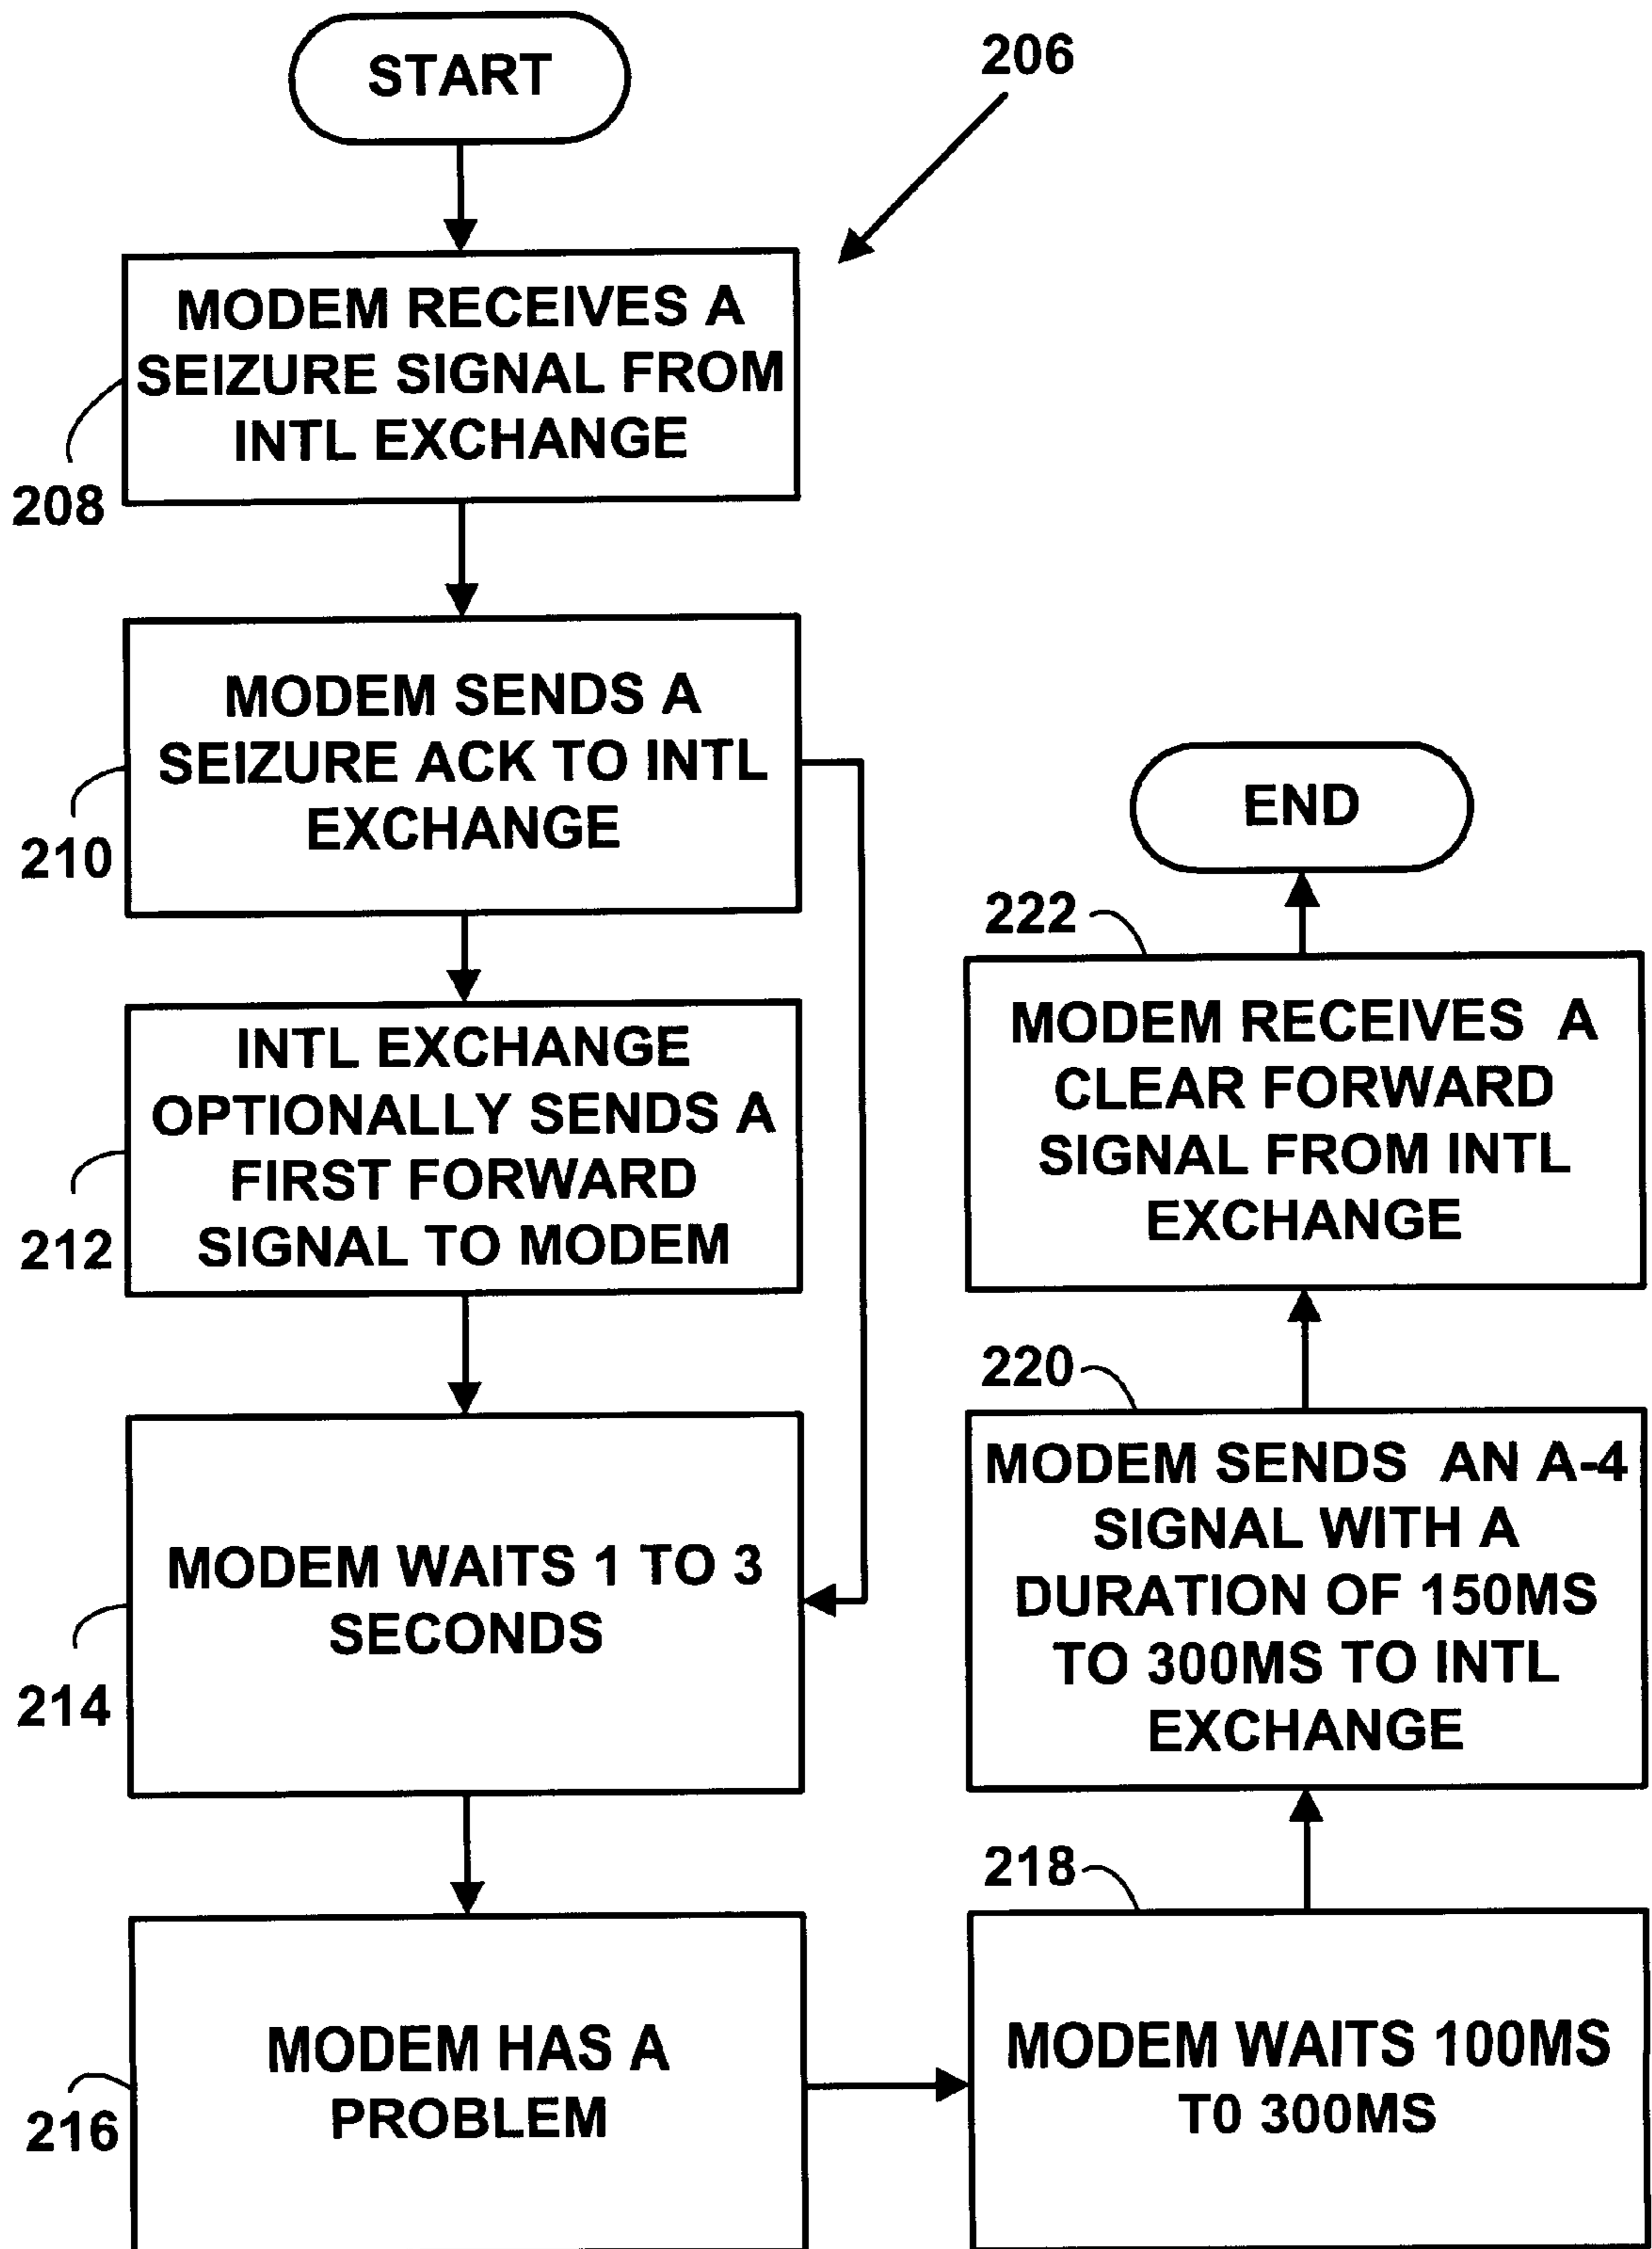 START
206
MODEM RECEIVES A
SEIZURE SIGNAL FROM
INTL EXCHANGE
208
MODEM SENDS A
SEIZURE ACK TO INTL
EXCHANGE
210
INTL EXCHANGE
OPTIONALLY SENDS A
FIRST FORWARD
SIGNAL TO MODEM
212
MODEM WAITS 1 TO 3
SECONDS
214
MODEM HAS A
PROBLEM
216
218
MODEM WAITS 100MS
T0 300MS
220
MODEM SENDS AN A-4
SIGNAL WITH A
DURATION OF 150MS
TO 300MS TO INTL
EXCHANGE
222
MODEM RECEIVES A
CLEAR FORWARD
SIGNAL FROM INTL
EXCHANGE
END